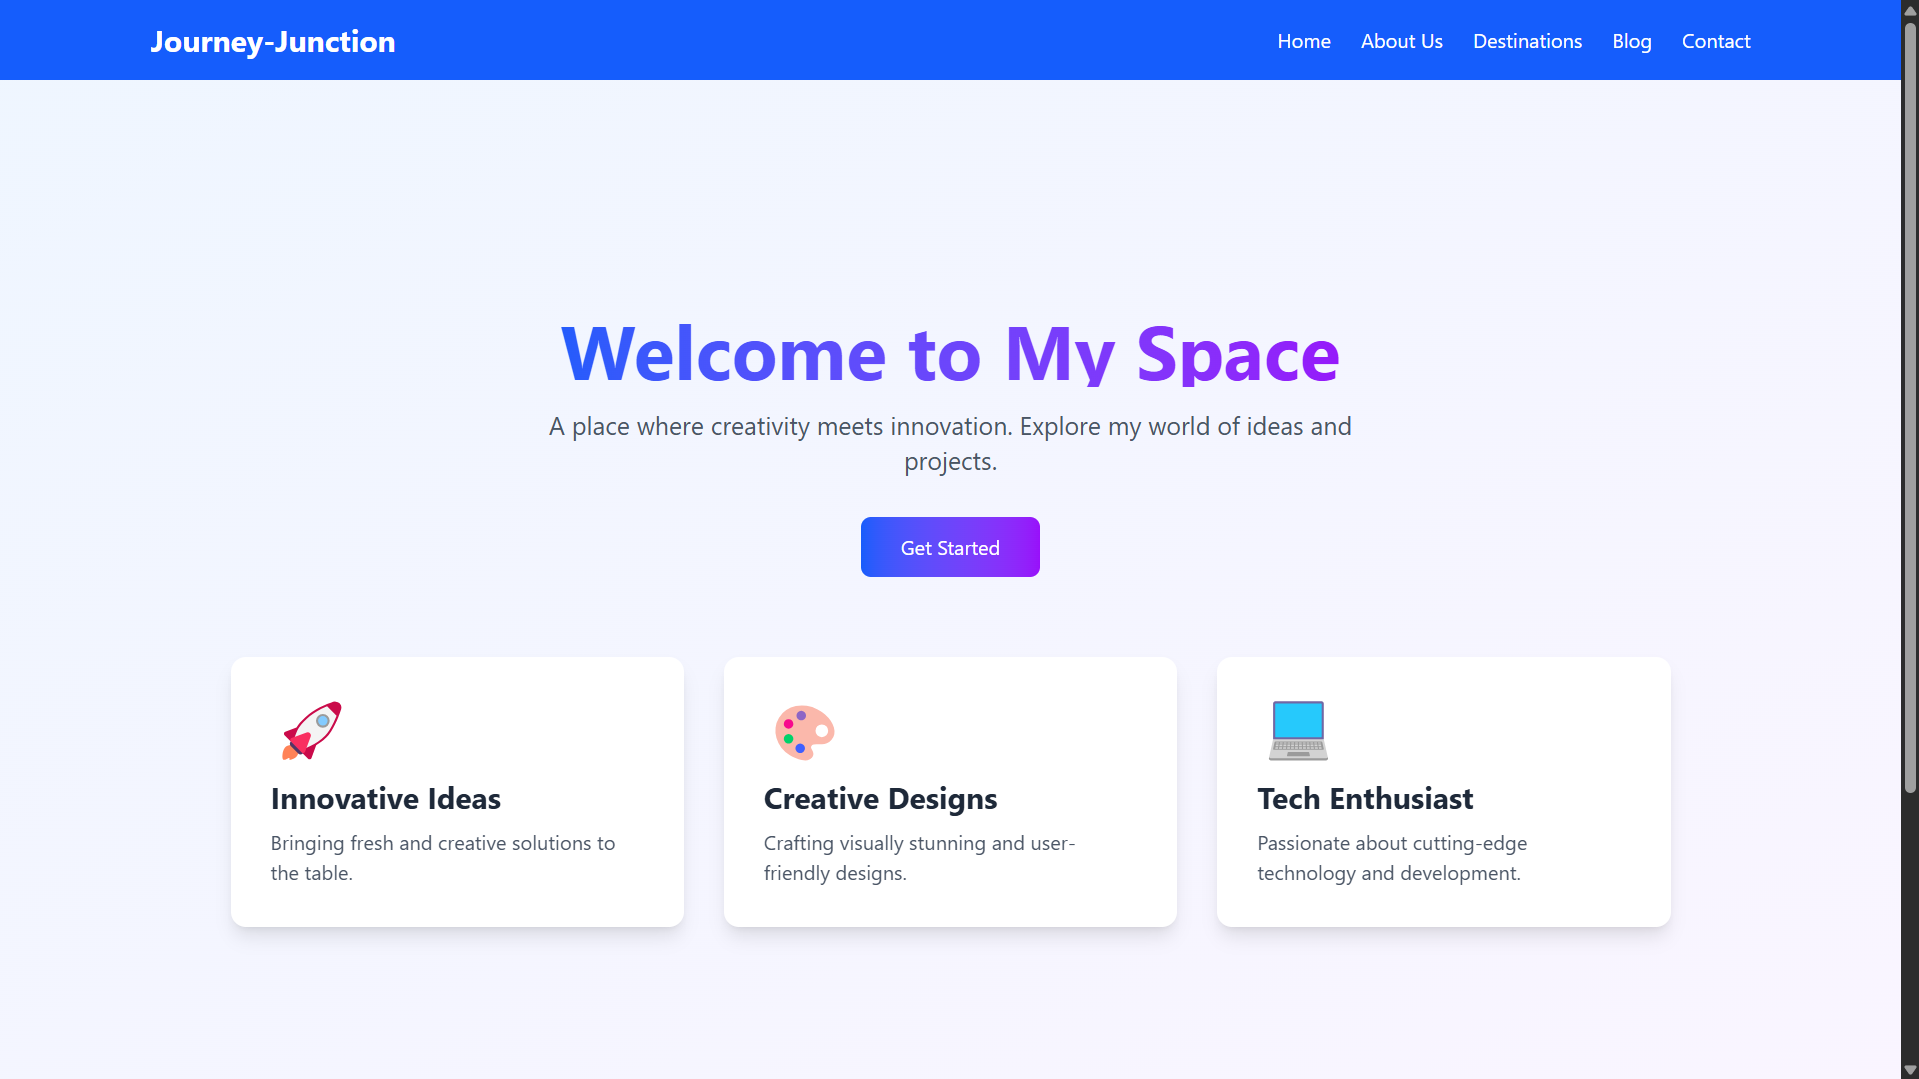 Journey-Junction
Home About Us Destinations Blog Contact
Welcome to My Space
A place where creativity meets innovation. Explore my world of ideas and
projects.
Get Started
Innovative Ideas
Bringing fresh and creative solutions to
the table.
Creative Designs
Crafting visually stunning and user-
friendly designs.
Tech Enthusiast
Passionate about cutting-edge
technology and development.